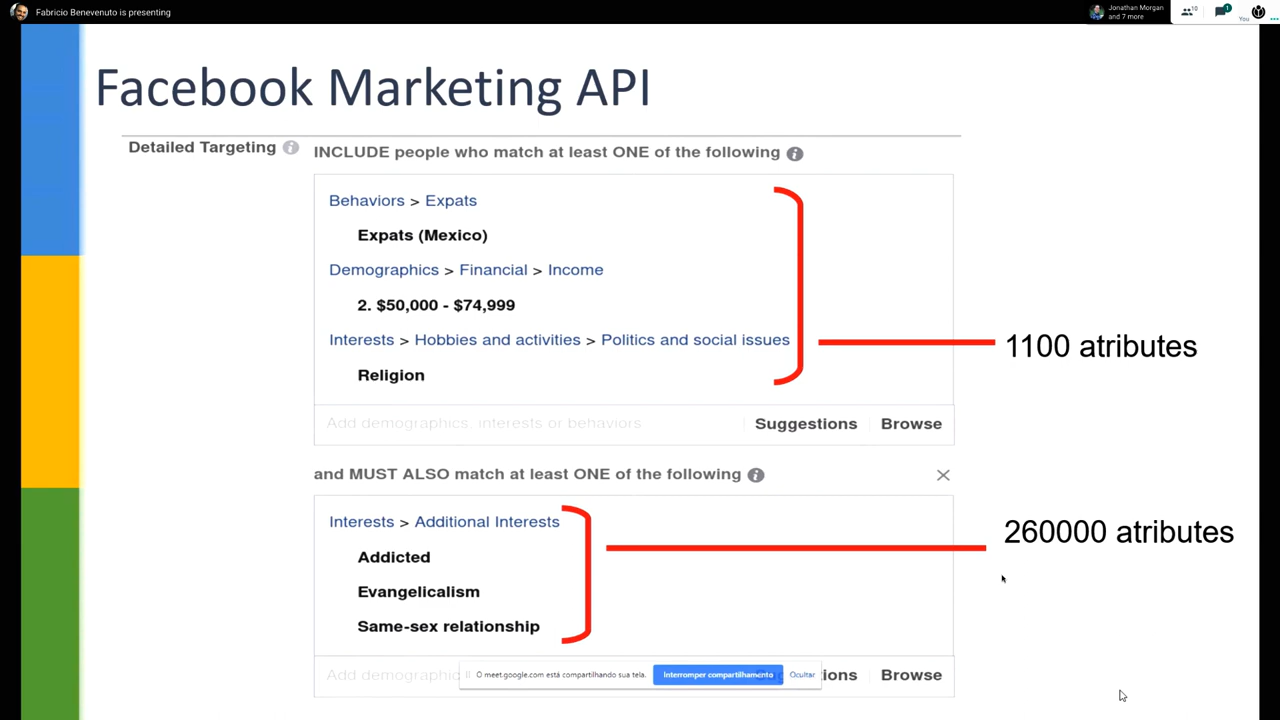 Fabricio Benevenuto is presenting
Jonathan Morgan
and 7 more
10
1
You
Facebook Marketing API
Detailed Targeting
INCLUDE people who match at least ONE of the following
Behaviors > Expats
Expats (Mexico)
Demographics > Financial > Income
2. $50,000 - $74,999
Interests > Hobbies and activities > Politics and social issues
Religion
1100 atributes
Add demographics, interests or behaviors
Suggestions
Browse
and MUST ALSO match at least ONE of the following
Interests > Additional Interests
Addicted
Evangelicalism
Same-sex relationship
260000 atributes
O meet.google.com está compartilhando sua tela.
Interromper compartilhamento
Ocultar
Browse